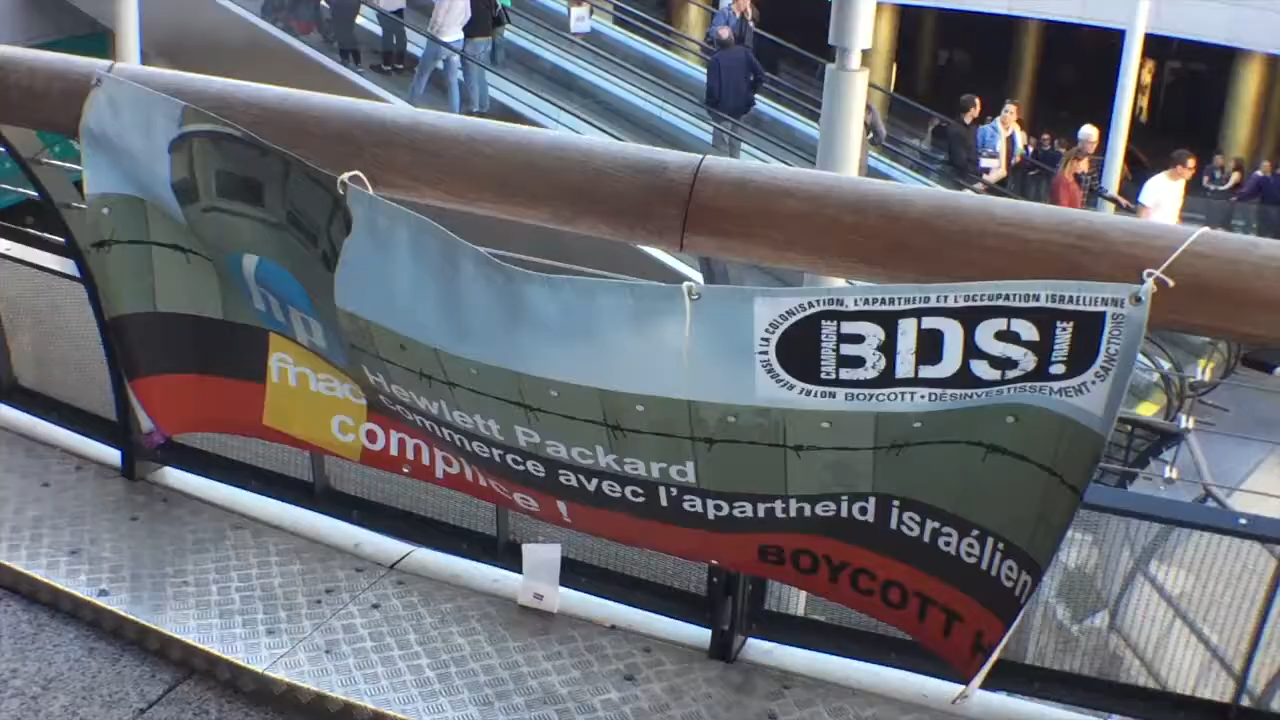 hp
fnac
complice !
Hewlett Packard
commerce avec l'apartheid israélien
BOYCOTT H
NOTRE RÉPONSE À LA COLONISATION, L'APARTHEID ET L'OCCUPATION ISRAÉLIENNE
CAMPAGNE
BDS
FRANCE
BOYCOTT • DÉSINVESTISSEMENT • SANCTIONS